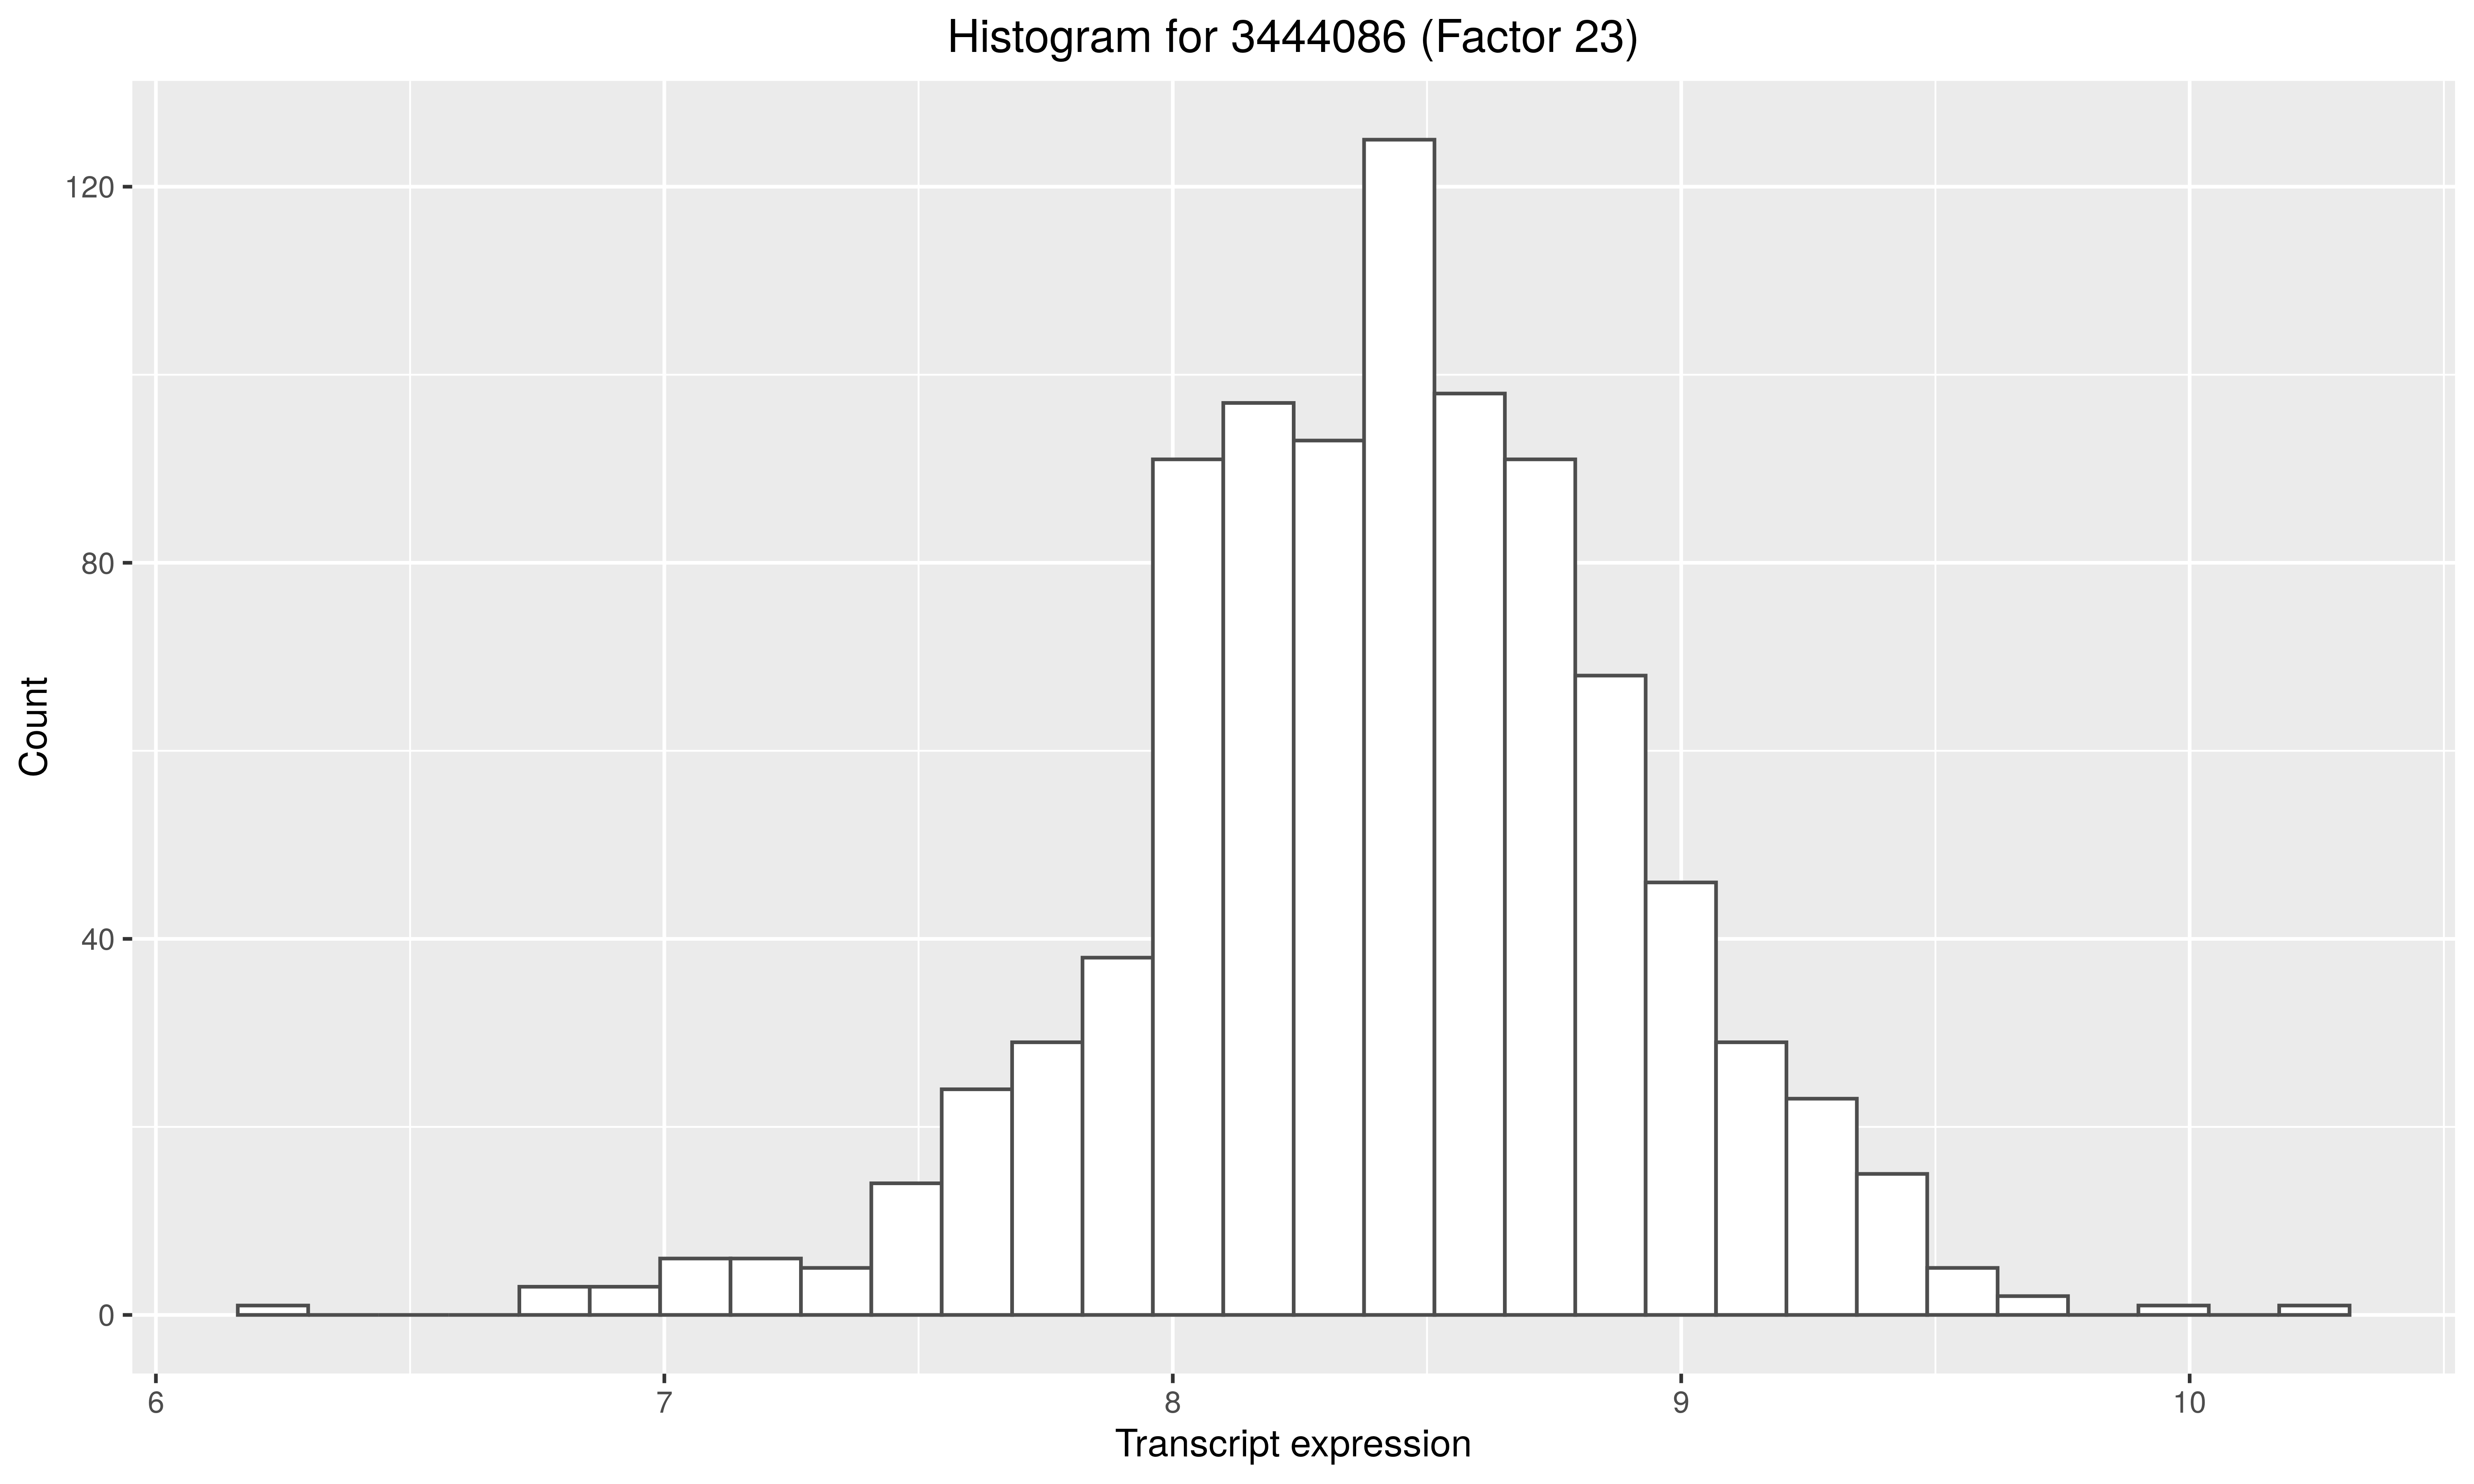 Histogram for 3444086 (Factor 23)
120
80
40
0
Count
6 7 8 9 10
Transcript expression